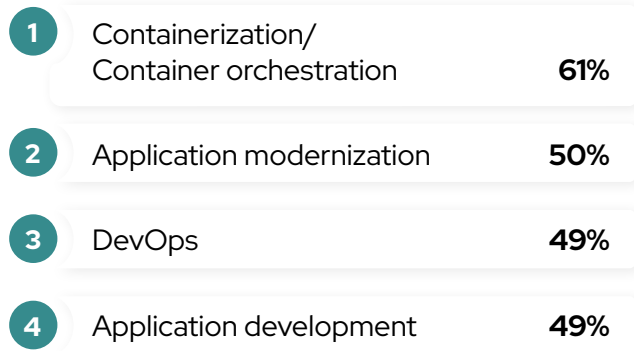 1 Containerization/
Container orchestration 61%
2 Application modernization 50%
3 DevOps 49%
4 Application development 49%